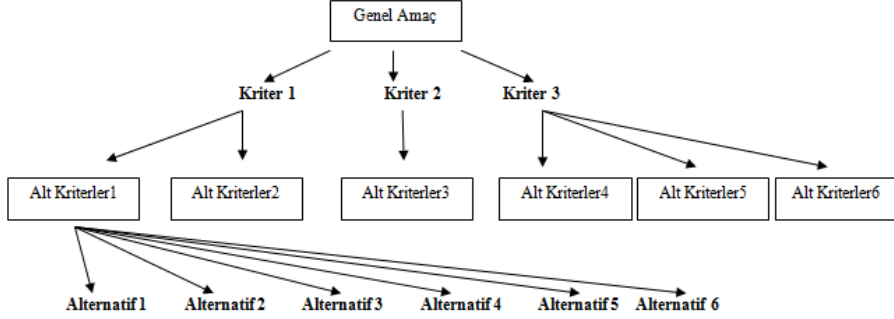 Genel Amaç
Kriter 1 Kriter 2 Kriter 3
Alt Kriterler1 Alt Kriterler2 Alt Kriterler3 Alt Kriterler4 Alt Kriterler5 Alt Kriterler6
Alternatif 1 Alternatif 2 Alternatif 3 Alternatif 4 Alternatif 5 Alternatif 6